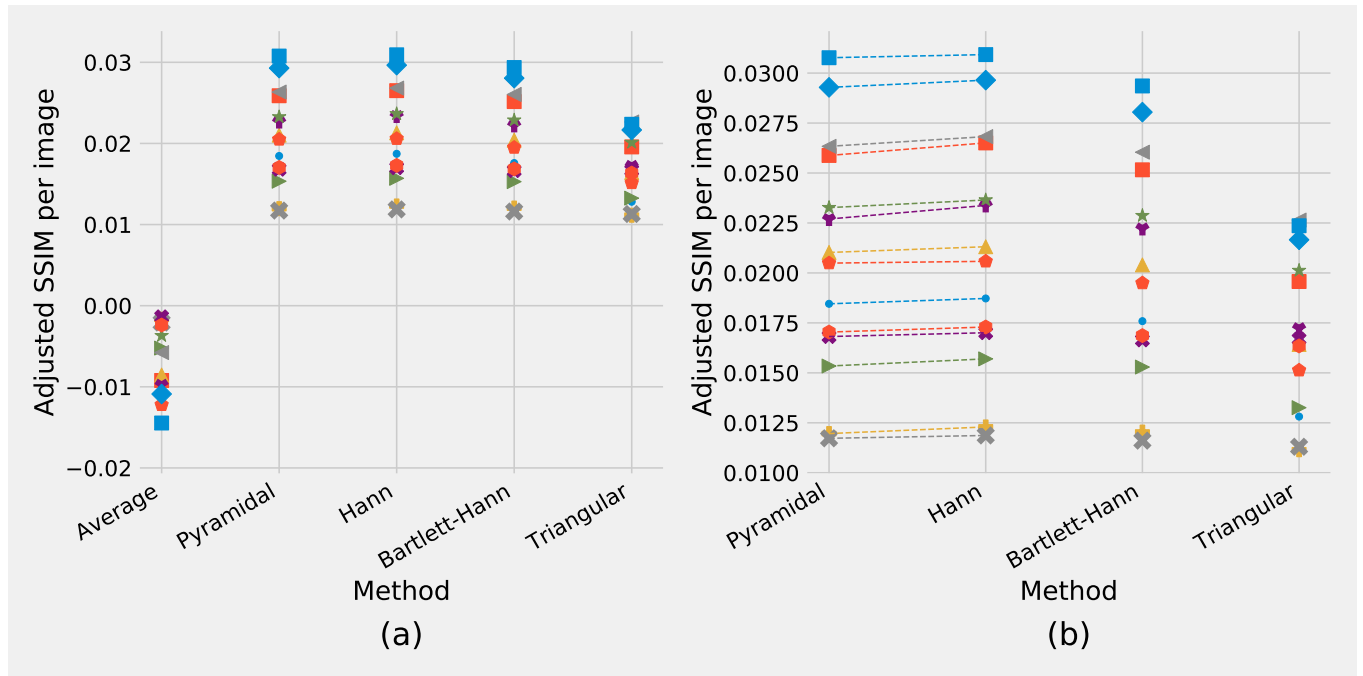 Adjusted SSIM per image
0.03
0.02
0.01
0.00
−0.01
−0.02
Average
Pyramidal
Hann
Bartlett-Hann
Triangular
Method
(a)
Adjusted SSIM per image
0.0300
0.0275
0.0250
0.0225
0.0200
0.0175
0.0150
0.0125
0.0100
Pyramidal
Hann
Bartlett-Hann
Triangular
Method
(b)